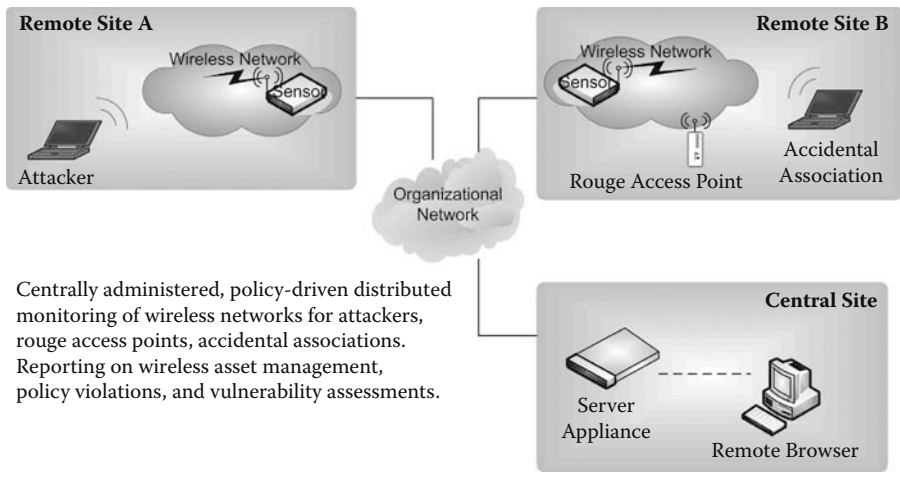 Remote Site A
Wireless Network
Sensor
Attacker
Remote Site B
Wireless Network
Sensor
Rouge Access Point
Accidental
Association
Organizational
Network
Centrally administered, policy-driven distributed
monitoring of wireless networks for attackers,
rouge access points, accidental associations.
Reporting on wireless asset management,
policy violations, and vulnerability assessments.
Central Site
Server
Appliance
Remote Browser